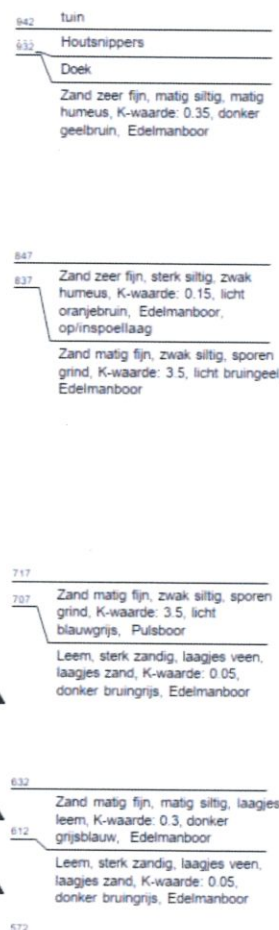 942 tuin
932 Houtsnippers
Doek
Zand zeer fijn, matig siltig, matig
humeus, K-waarde: 0.35, donker
geelbruin, Edelmanboor
847
837 Zand zeer fijn, sterk siltig, zwak
humeus, K-waarde: 0.15, licht
oranjebruin, Edelmanboor,
op/inspoellaag
Zand matig fijn, zwak siltig, sporen
grind, K-waarde: 3.5, licht bruingeel
Edelmanboor
717
707 Zand matig fijn, zwak siltig, sporen
grind, K-waarde: 3.5, licht
blauwgrijs, Pulsboor
Leem, sterk zandig, laagjes veen,
laagjes zand, K-waarde: 0.05,
donker bruingrijs, Edelmanboor
632
Zand matig fijn, matig siltig, laagjes
leem, K-waarde: 0.3, donker
612 grijsblauw, Edelmanboor
Leem, sterk zandig, laagjes veen,
laagjes zand, K-waarde: 0.05,
donker bruingrijs, Edelmanboor
572